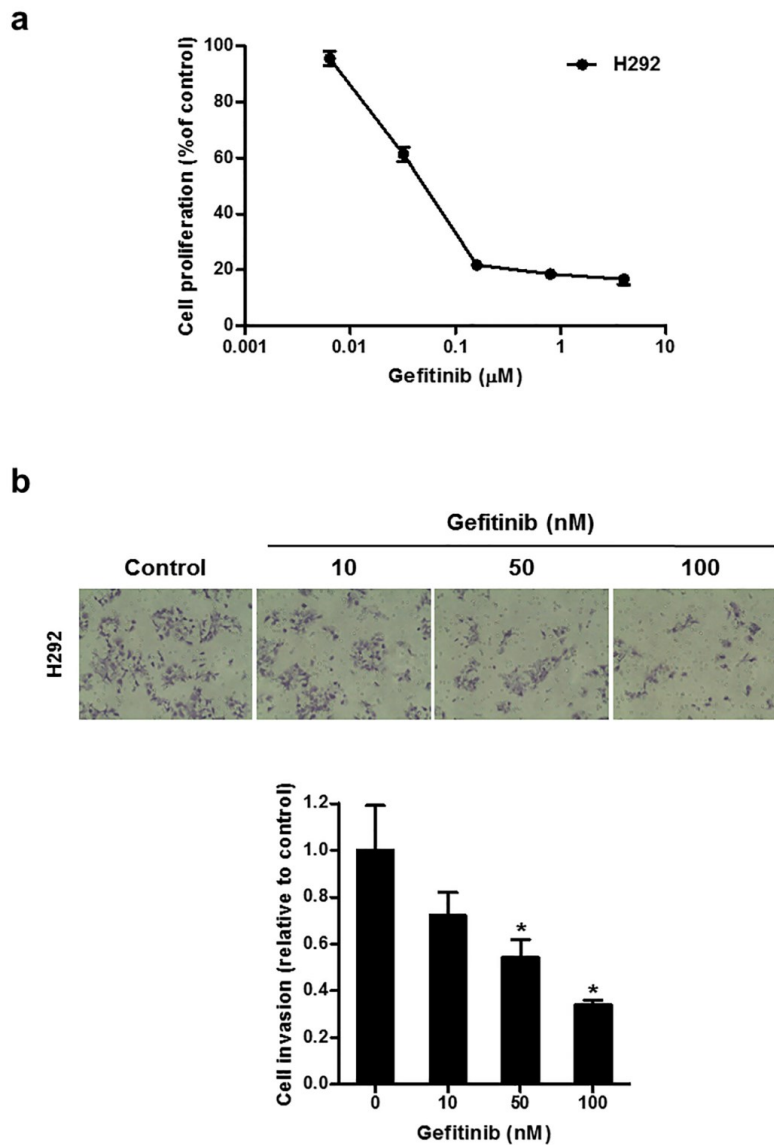 a
H292
Cell proliferation (%of control)
100
80
60
40
20
0
0.001 0.01 0.1 1 10
Gefitinib (μM)
b
Gefitinib (nM)
Control 10 50 100
H292
Cell invasion (relative to control)
1.2
1.0
0.8
0.6
0.4
0.2
0.0
*
*
0 10 50 100
Gefitinib (nM)